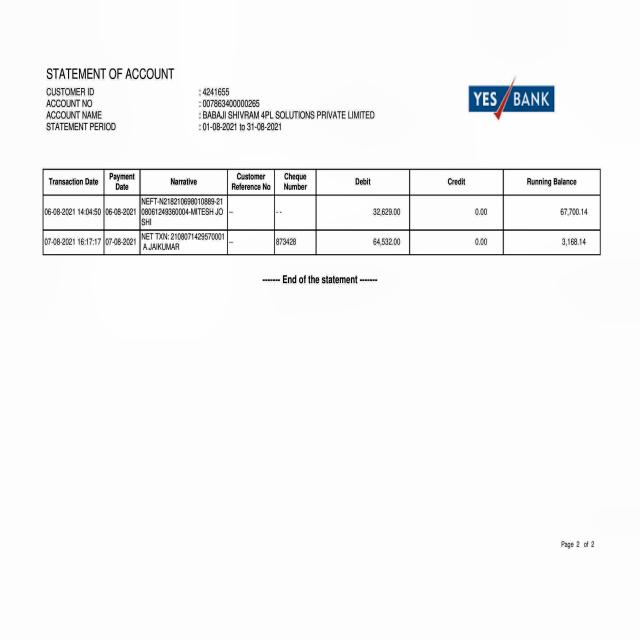 STATEMENT OF ACCOUNT
CUSTOMER ID : 4241655
ACCOUNT NO : 007863400000265
ACCOUNT NAME : BABAJI SHIVRAM 4PL SOLUTIONS PRIVATE LIMITED
STATEMENT PERIOD : 01-08-2021 to 31-08-2021
YES BANK
Transaction Date Payment Date Narrative Customer Reference No Cheque Number Debit Credit Running Balance
06-08-2021 14:04:50 06-08-2021 NEFT-N218210698010889-21
08061249360004-MITESH JO
SHI -- - - 32,629.00 0.00 67,700.14
07-08-2021 16:17:17 07-08-2021 NET TXN: 2108071429570001
A.JAIKUMAR -- 873428 64,532.00 0.00 3,168.14
------- End of the statement -------
Page 2 of 2